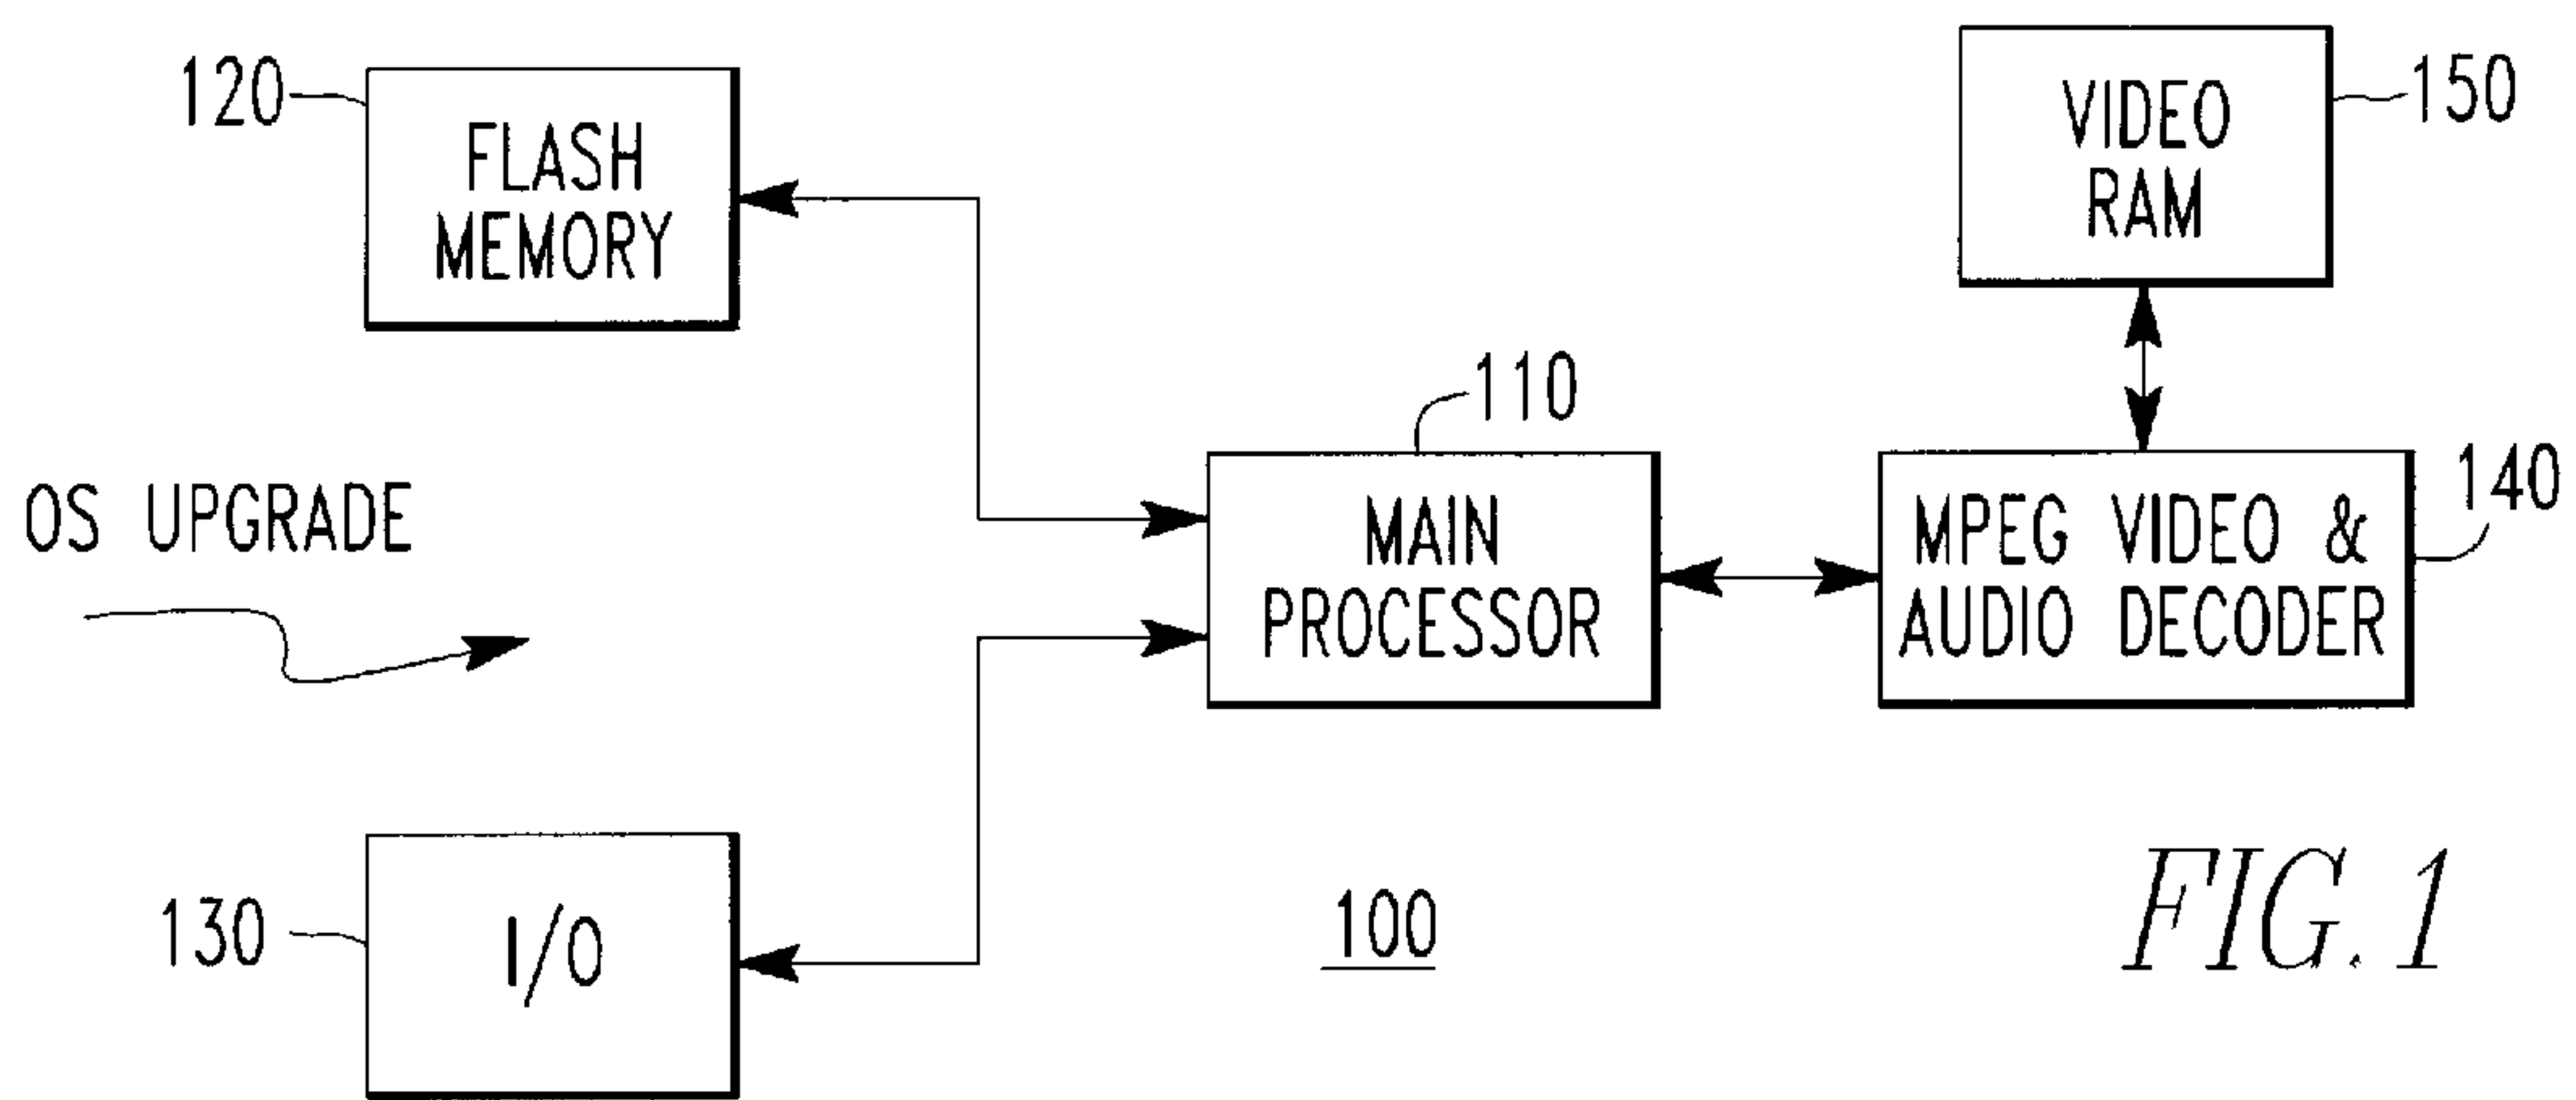 120
FLASH
MEMORY
VIDEO
RAM
150
OS UPGRADE
110
MAIN
PROCESSOR
MPEG VIDEO &
AUDIO DECODER
140
130
I/O
100
FIG. 1